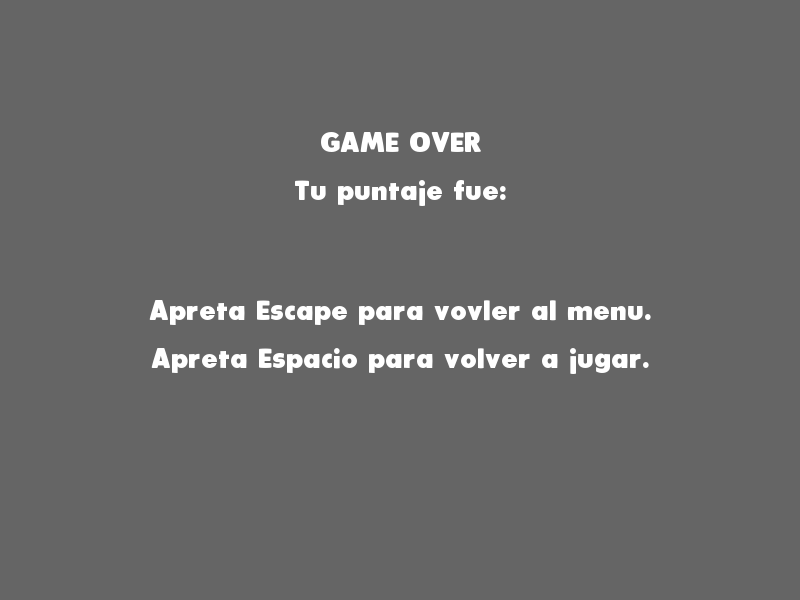 GAME OVER
Tu puntaje fue:
Apreta Escape para vovler al menu.
Apreta Espacio para volver a jugar.